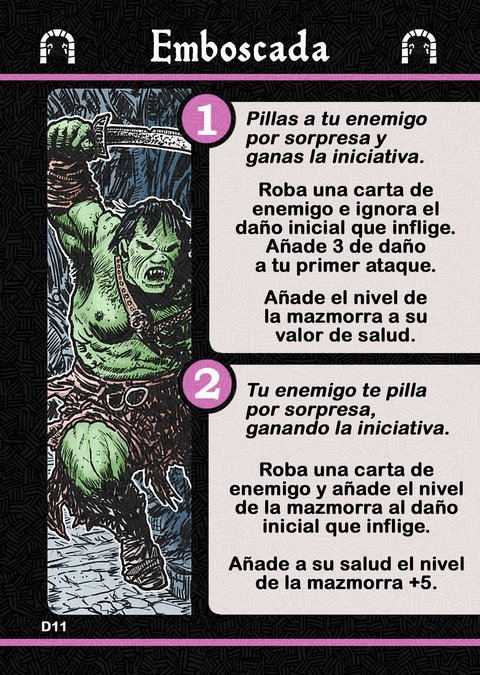 Emboscada
1
Pillas a tu enemigo
por sorpresa y
ganas la iniciativa.
Roba una carta de
enemigo e ignora el
daño inicial que inflige.
Añade 3 de daño
a tu primer ataque.
Añade el nivel de
la mazmorra a su
valor de salud.
2
Tu enemigo te pilla
por sorpresa,
ganando la iniciativa.
Roba una carta de
enemigo y añade el nivel
de la mazmorra al daño
inicial que inflige.
Añade a su salud el nivel
de la mazmorra +5.
D11